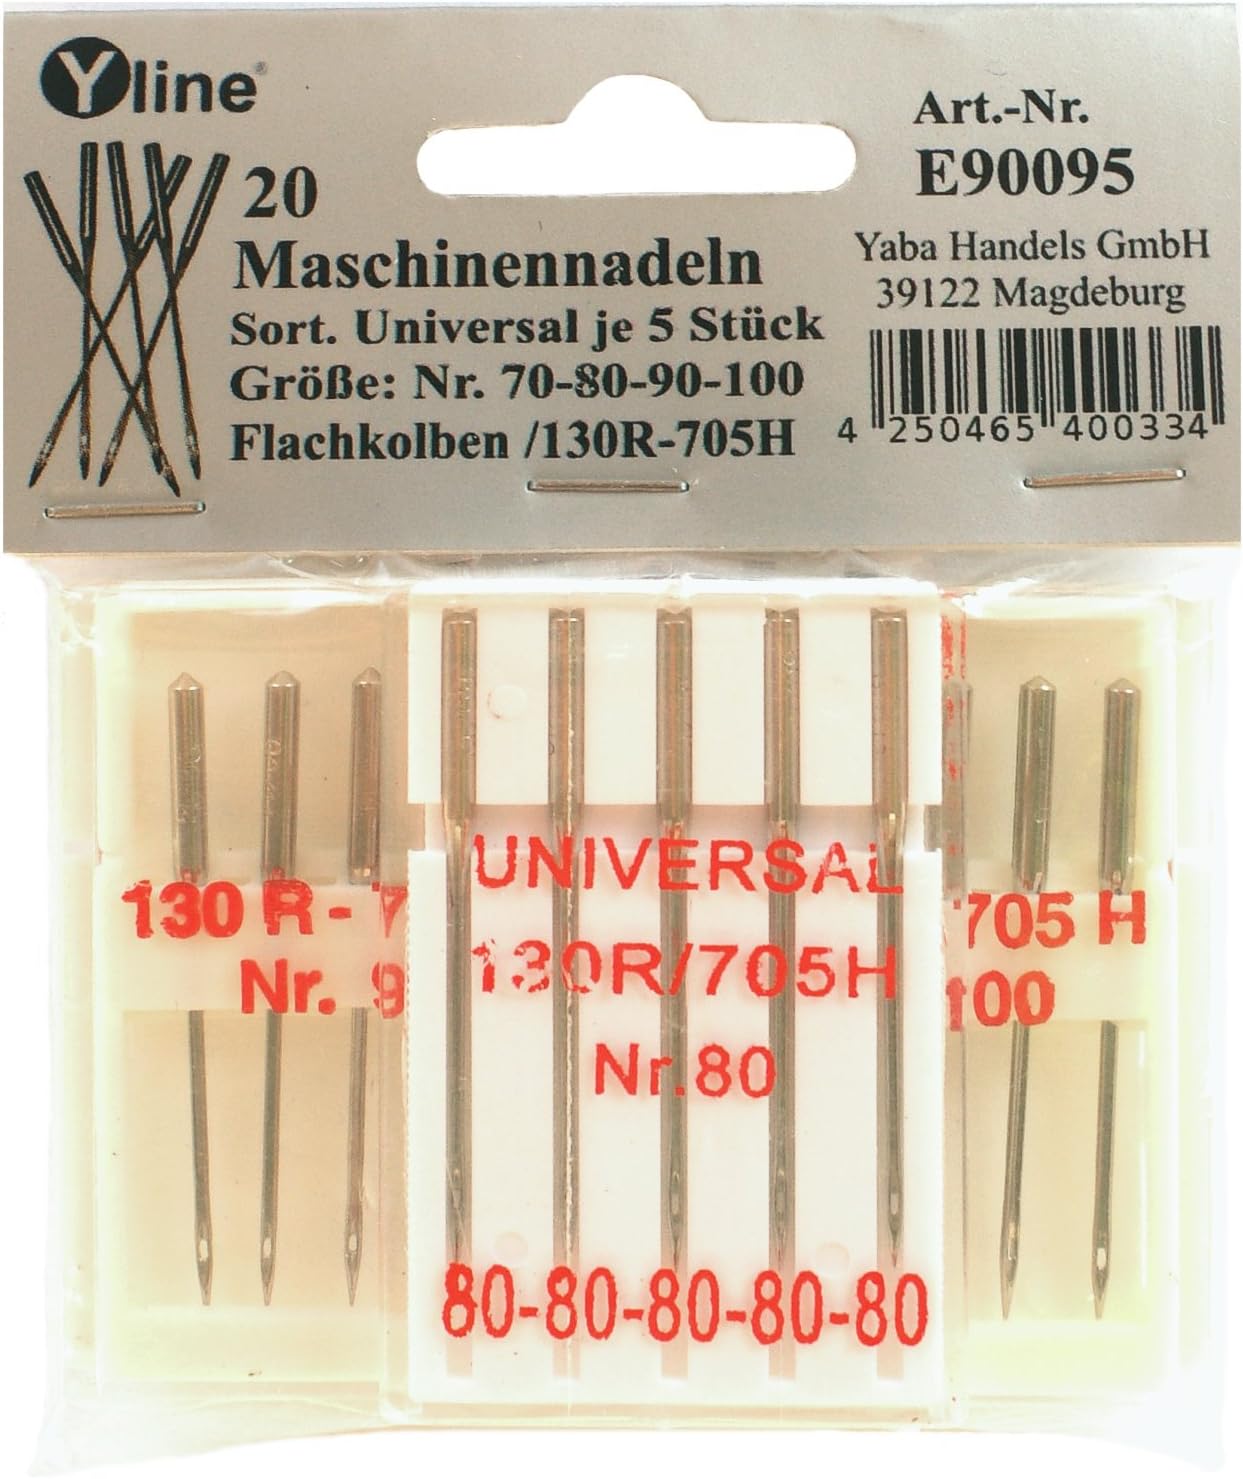 Yline®
20
Maschinennadeln
Sort. Universal je 5 Stück
Größe: Nr. 70-80-90-100
Flachkolben /130R-705H
Art.-Nr.
E90095
Yaba Handels GmbH
39122 Magdeburg
4 250465 400334
130 R - 7
Nr. 9
UNIVERSAL
130R/705H
Nr.80
80-80-80-80-80
705 H
100